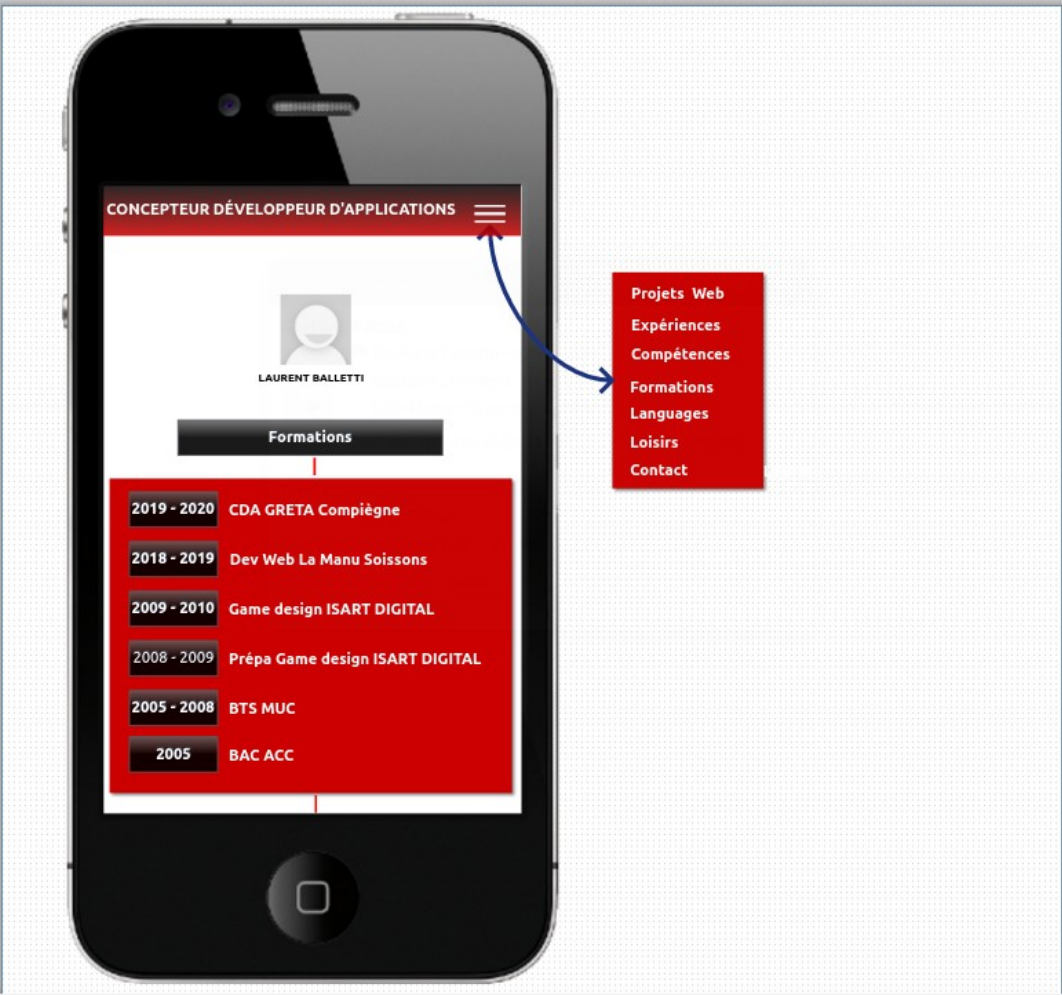 CONCEPTEUR DÉVELOPPEUR D'APPLICATIONS
LAURENT BALLETTI
Formations
2019 - 2020 CDA GRETA Compiègne
2018 - 2019 Dev Web La Manu Soissons
2009 - 2010 Game design ISART DIGITAL
2008 - 2009 Prépa Game design ISART DIGITAL
2005 - 2008 BTS MUC
2005 BAC ACC
Projets Web
Expériences
Compétences
Formations
Languages
Loisirs
Contact